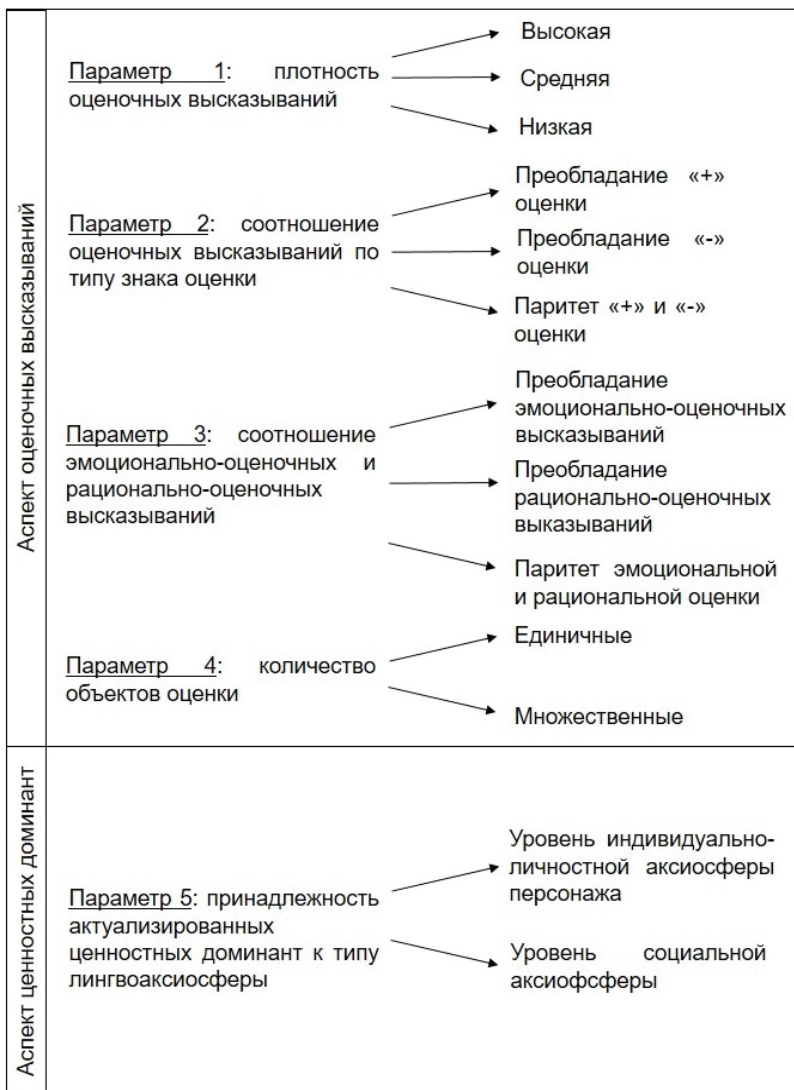 Аспект оценочных высказываний
Параметр 1: плотность
оценочных высказываний
Высокая
Средняя
Низкая
Параметр 2: соотношение
оценочных высказываний по
типу знака оценки
Преобладание «+»
оценки
Преобладание «-»
оценки
Паритет «+» и «-»
оценки
Параметр 3: соотношение
эмоционально-оценочных и
рационально-оценочных
высказываний
Преобладание
эмоционально-оценочных
высказываний
Преобладание
рационально-оценочных
выказываний
Паритет эмоциональной
и рациональной оценки
Параметр 4: количество
объектов оценки
Единичные
Множественные
Аспект ценностных доминант
Параметр 5: принадлежность
актуализированных
ценностных доминант к типу
лингвоаксиосферы
Уровень индивидуально-
личностной аксиосферы
персонажа
Уровень социальной
аксиофсферы